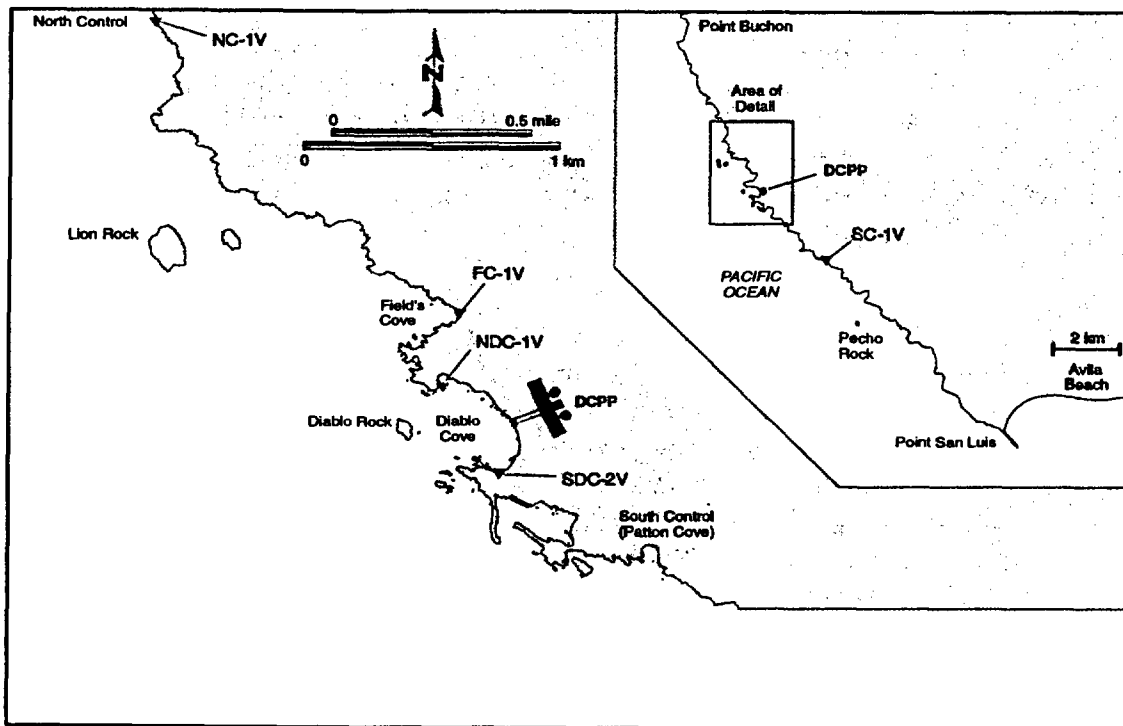 North Control
NC-1V
N
0 0.5 mile
0 1 km
Lion Rock
FC-1V
Field's
Cove
NDC-1V
DCPP
Diablo Rock
Diablo
Cove
SDC-2V
South Control
(Patton Cove)
Point Buchon
Area of
Detail
DCPP
SC-1V
PACIFIC
OCEAN
Pecho
Rock
2 km
Avila
Beach
Point San Luis